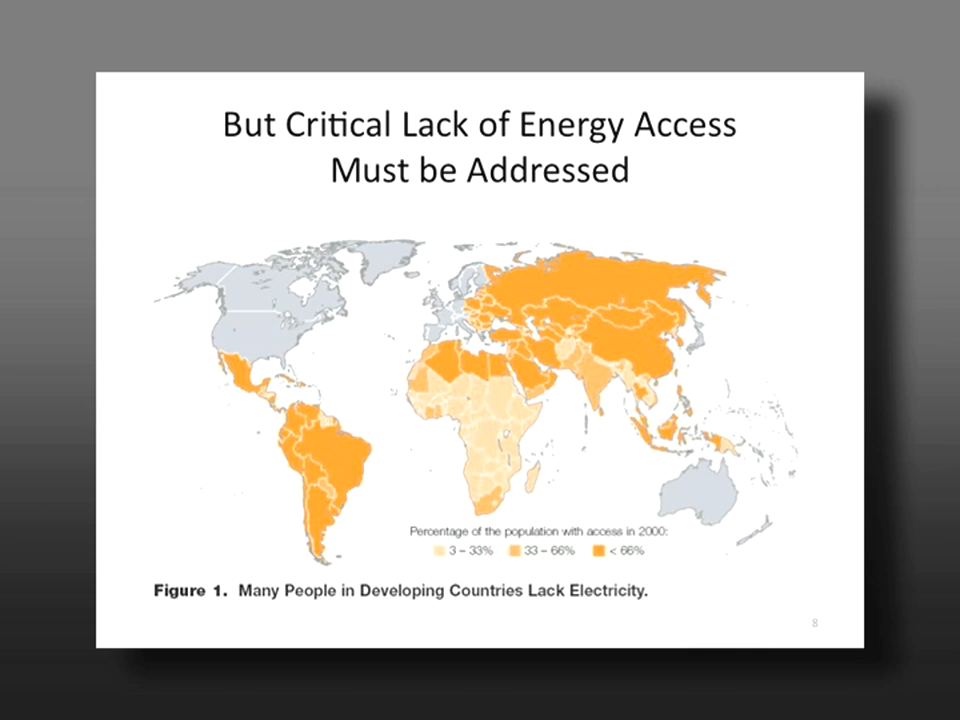 But Critical Lack of Energy Access
Must be Addressed
Percentage of the population with access in 2000:
3 – 33%
33 – 66%
< 66%
Figure 1. Many People in Developing Countries Lack Electricity.
8